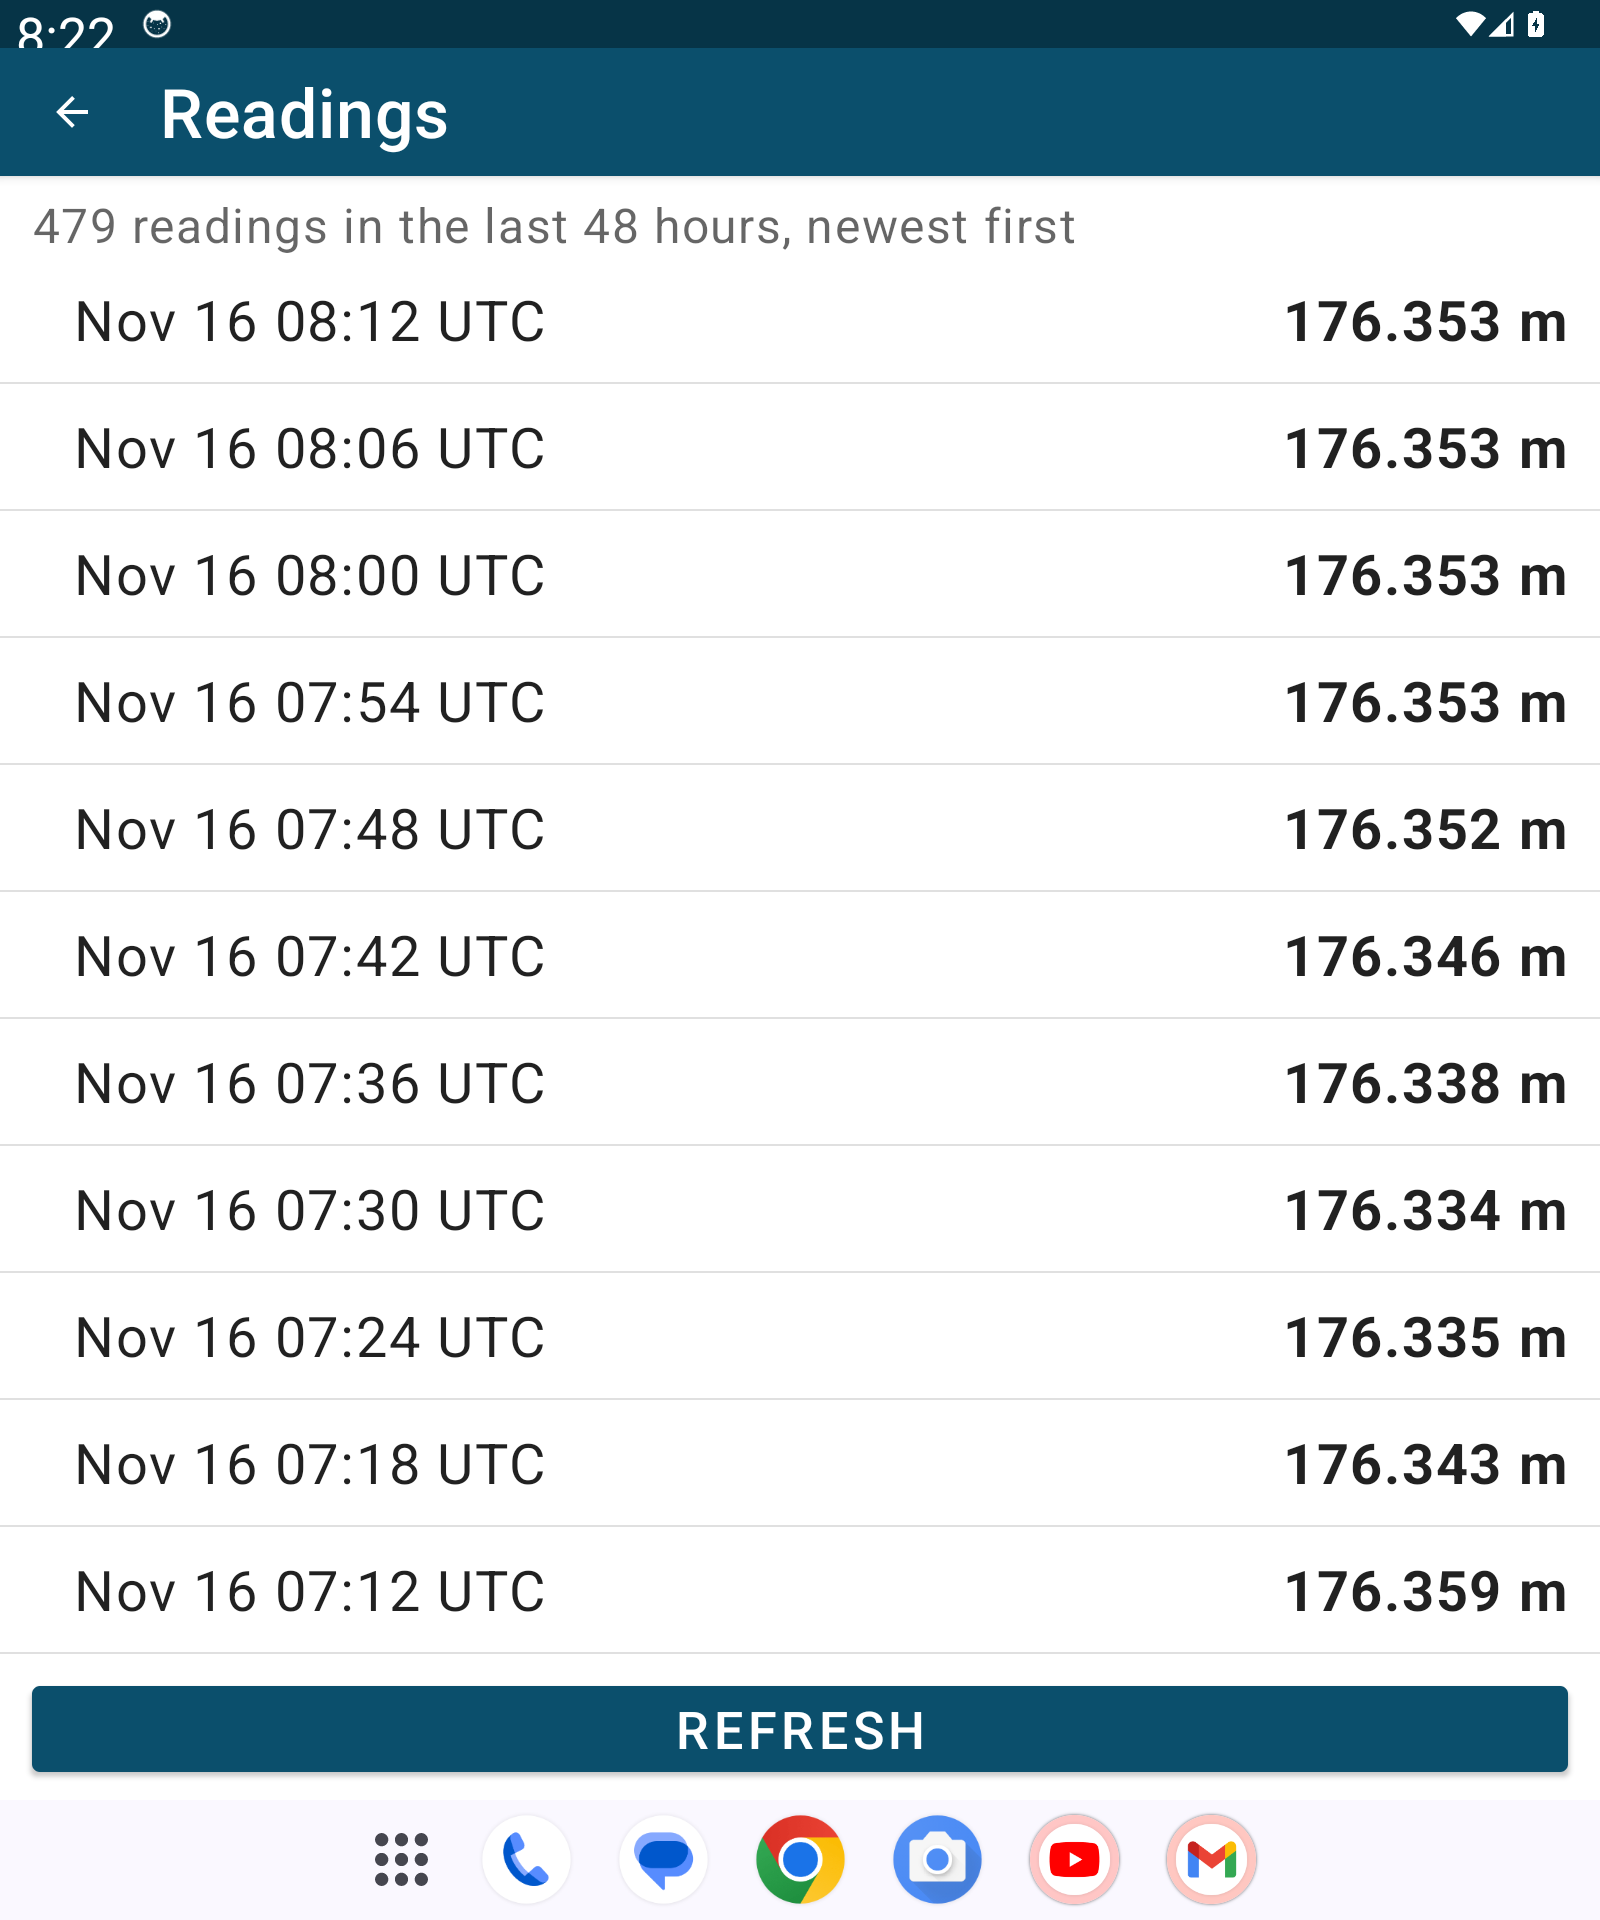 8:22
Readings
479 readings in the last 48 hours, newest first
Nov 16 08:12 UTC 176.353 m
Nov 16 08:06 UTC 176.353 m
Nov 16 08:00 UTC 176.353 m
Nov 16 07:54 UTC 176.353 m
Nov 16 07:48 UTC 176.352 m
Nov 16 07:42 UTC 176.346 m
Nov 16 07:36 UTC 176.338 m
Nov 16 07:30 UTC 176.334 m
Nov 16 07:24 UTC 176.335 m
Nov 16 07:18 UTC 176.343 m
Nov 16 07:12 UTC 176.359 m
REFRESH